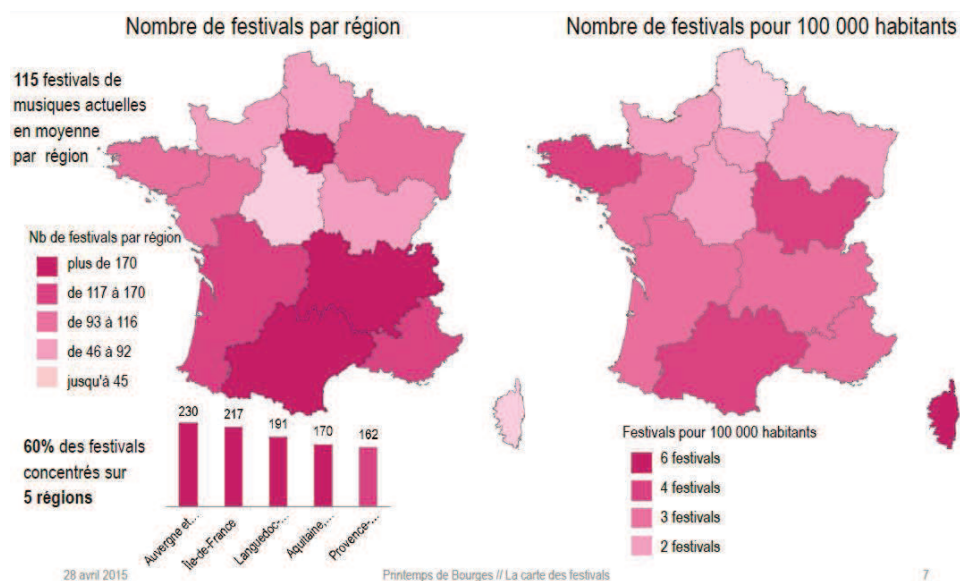 Nombre de festivals par région
Nombre de festivals pour 100 000 habitants
115 festivals de
musiques actuelles
en moyenne
par région
Nb de festivals par région
plus de 170
de 117 à 170
de 93 à 116
de 46 à 92
jusqu'à 45
60% des festivals
concentrés sur
5 régions
230
217
191
170
162
Auvergne et...
Île-de-France
Languedoc-...
Aquitaine,...
Provence-...
Festivals pour 100 000 habitants
6 festivals
4 festivals
3 festivals
2 festivals
28 avril 2015
Printemps de Bourges // La carte des festivals
7